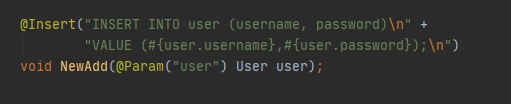 @Insert("INSERT INTO user (username, password)\n" +
"VALUE (#{user.username},#{user.password});\n")
void NewAdd(@Param("user") User user);